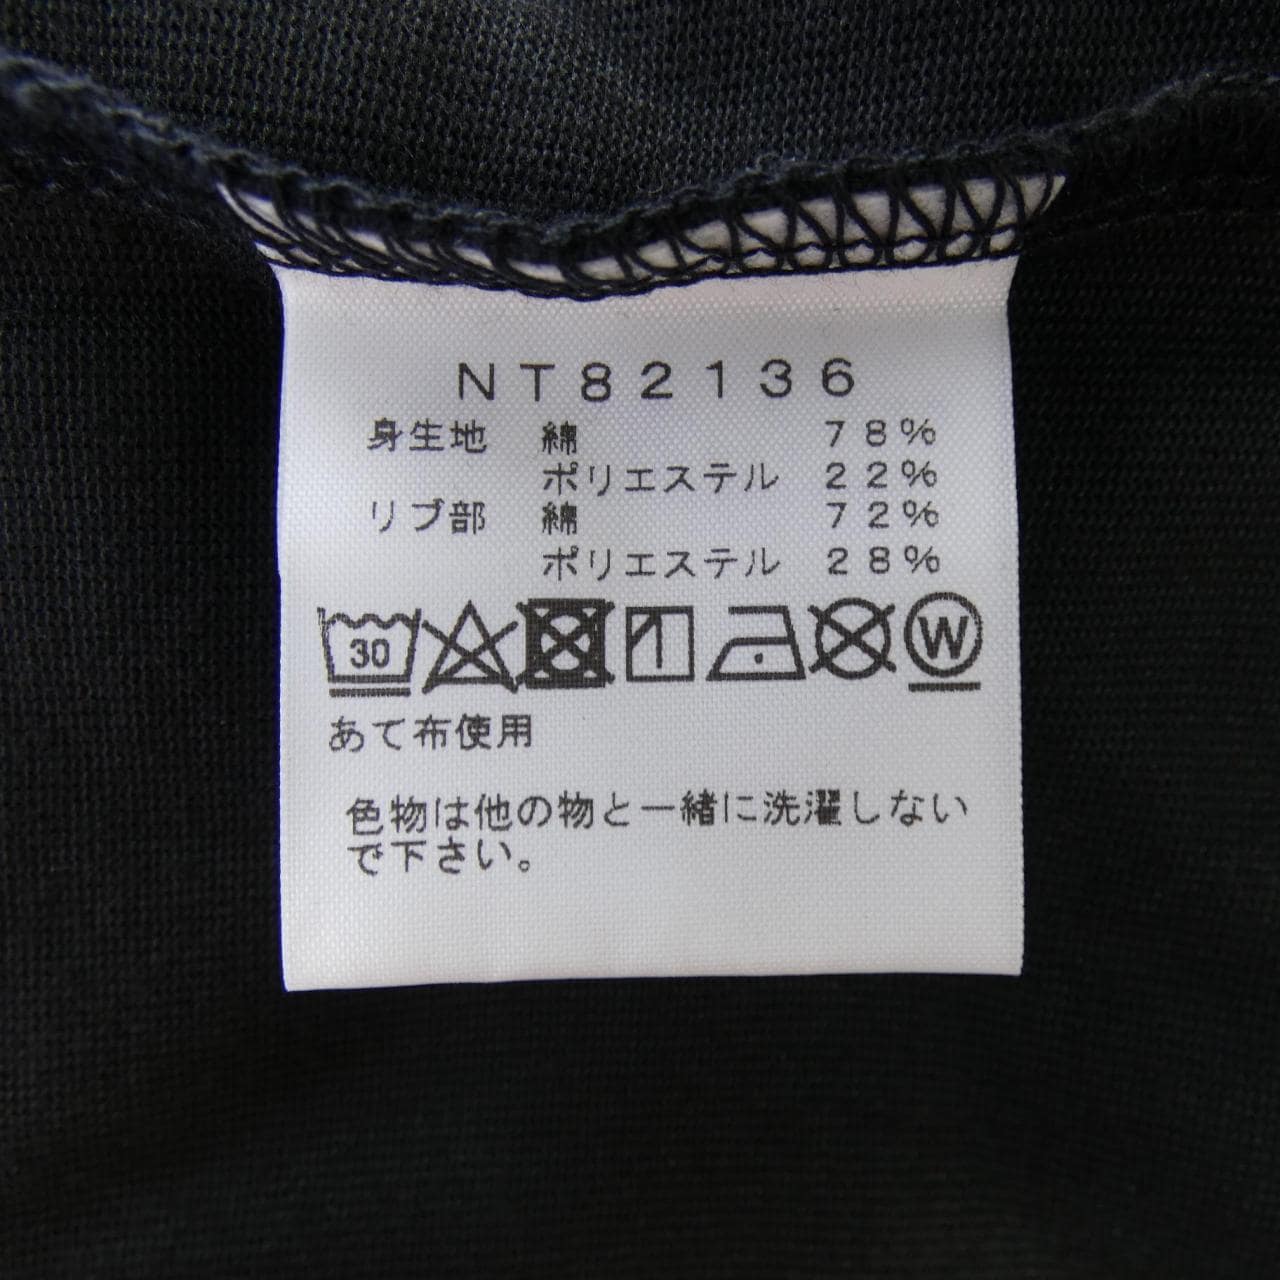 NT82136
身生地 綿 78%
ポリエステル 22%
リブ部 綿 72%
ポリエステル 28%
30 W
あて布使用
色物は他の物と一緒に洗濯しない
で下さい。